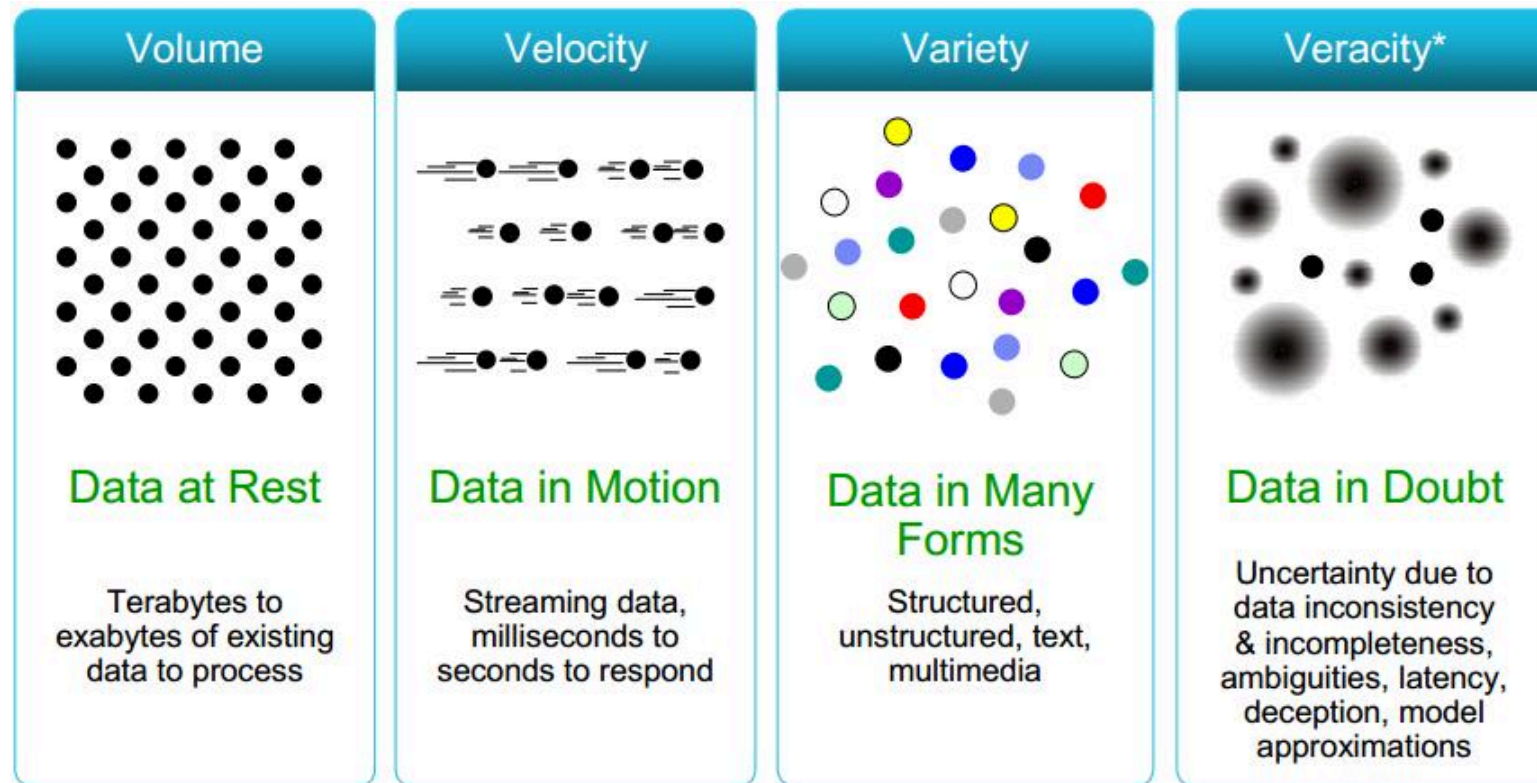 Volume
Data at Rest
Terabytes to
exabytes of existing
data to process
Velocity
Data in Motion
Streaming data,
milliseconds to
seconds to respond
Variety
Data in Many
Forms
Structured,
unstructured, text,
multimedia
Veracity*
Data in Doubt
Uncertainty due to
data inconsistency
& incompleteness,
ambiguities, latency,
deception, model
approximations